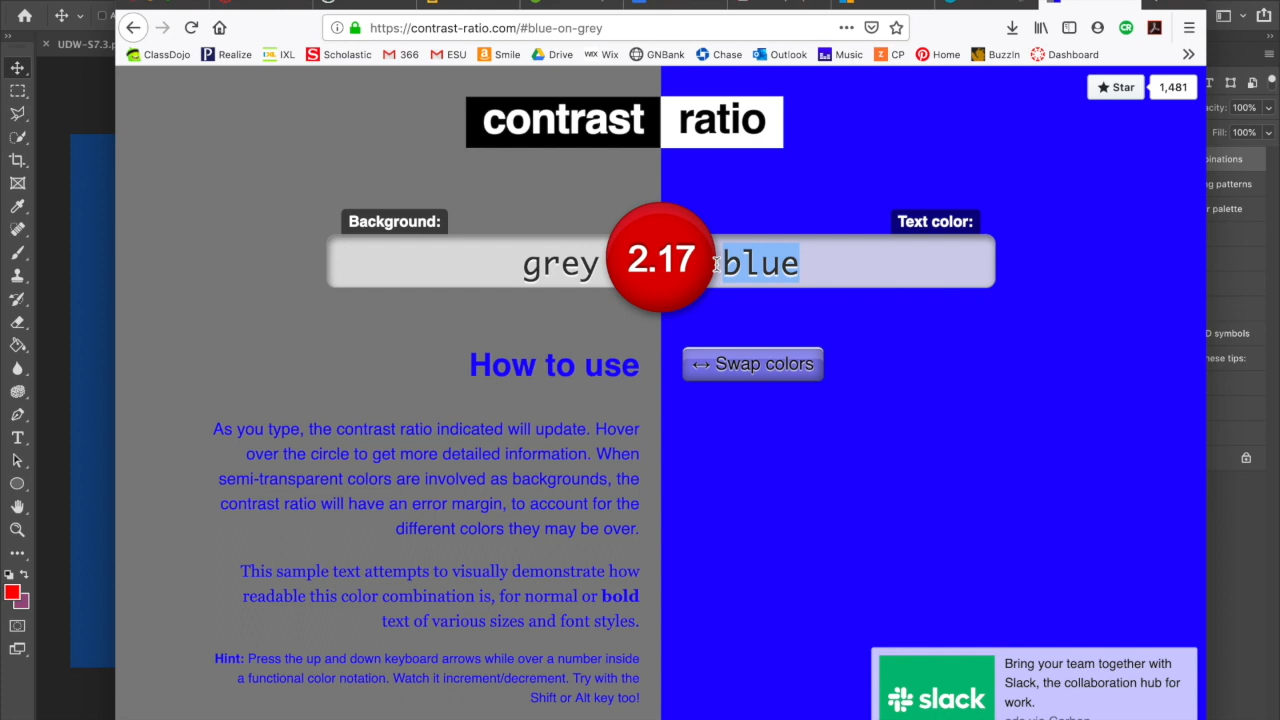 UDW-S7.3.p
https://contrast-ratio.com/#blue-on-grey
ClassDojo Realize IXL Scholastic 366 ESU Smile Drive WIX Wix GNBank Chase Outlook Music CP Home BuzzIn Dashboard
Star 1,481
contrast ratio
Background: Text color:
grey 2.17 blue
How to use
↔ Swap colors
As you type, the contrast ratio indicated will update. Hover
over the circle to get more detailed information. When
semi-transparent colors are involved as backgrounds, the
contrast ratio will have an error margin, to account for the
different colors they may be over.
This sample text attempts to visually demonstrate how
readable this color combination is, for normal or bold
text of various sizes and font styles.
Hint: Press the up and down keyboard arrows while over a number inside
a functional color notation. Watch it increment/decrement. Try with the
Shift or Alt key too!
slack
Bring your team together with
Slack, the collaboration hub for
work.
acity: 100%
Fill: 100%
binations
ng patterns
r palette
D symbols
hese tips: